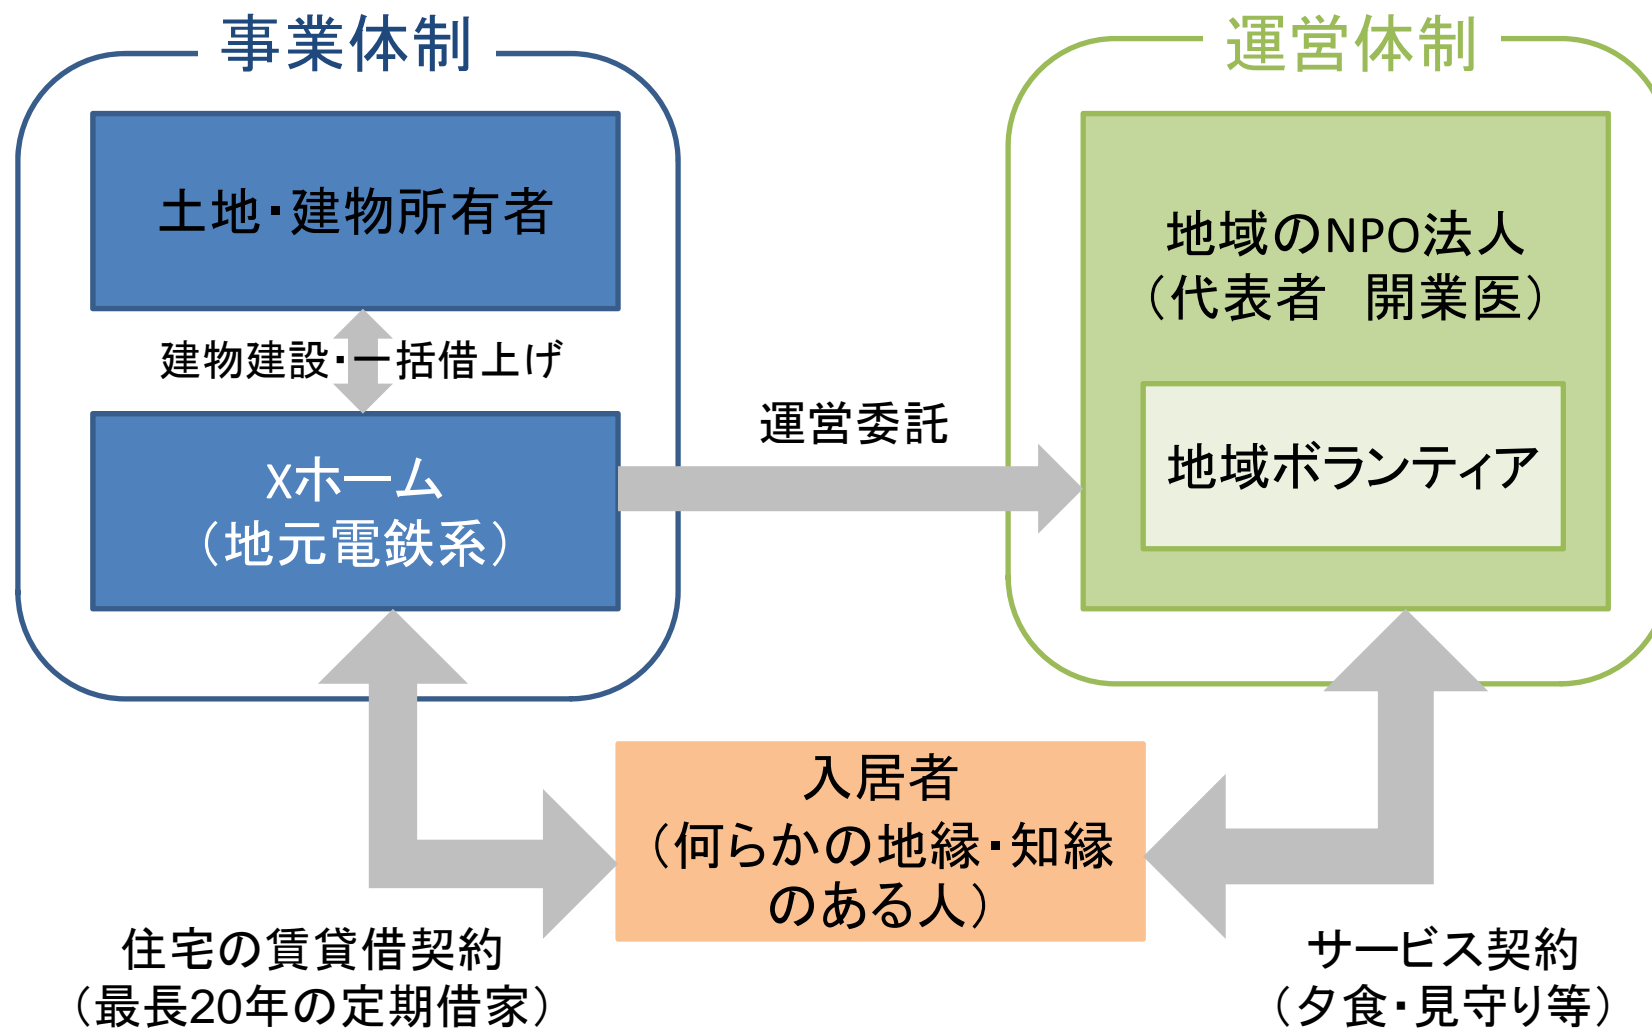 事業体制
土地・建物所有者
建物建設・一括借上げ
Xホーム
（地元電鉄系）
運営委託
運営体制
地域のNPO法人
（代表者　開業医）
地域ボランティア
入居者
（何らかの地縁・知縁
のある人）
住宅の賃貸借契約
（最長20年の定期借家）
サービス契約
（夕食・見守り等）